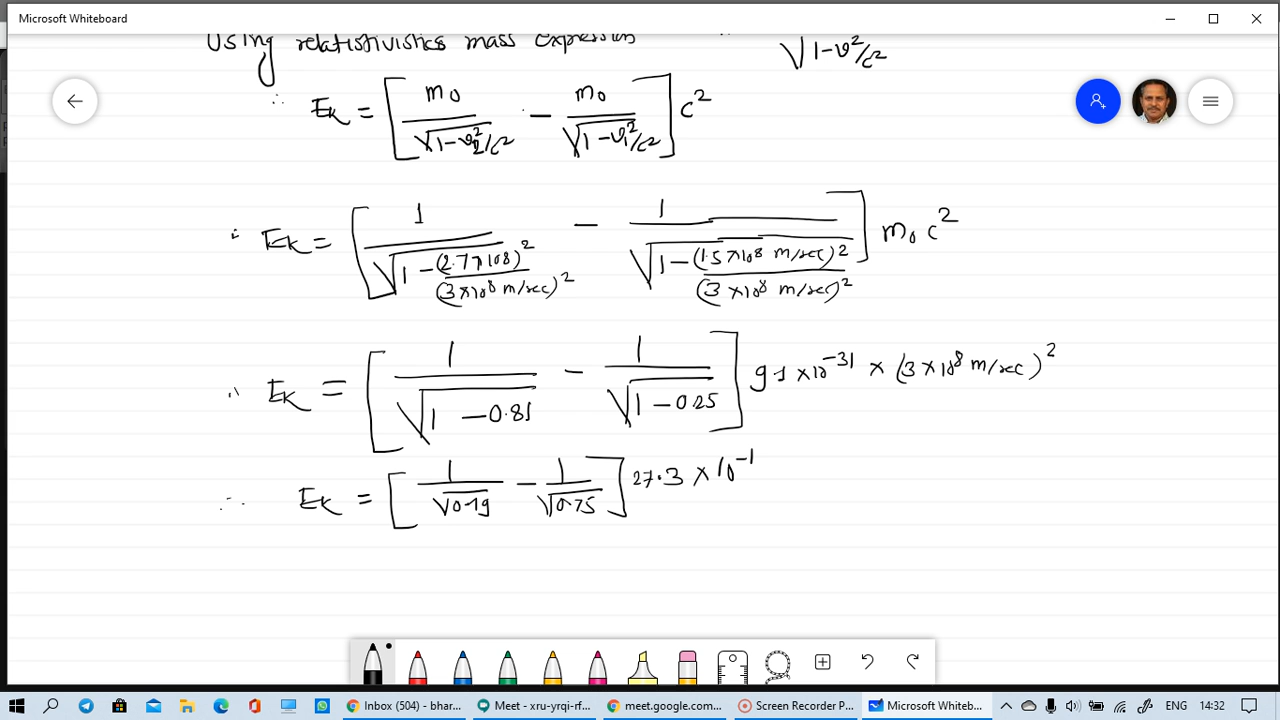 Microsoft Whiteboard
Using relatistivistics mass expression
√1-v²/c²
∴ EK = [ m0/√1-v2²/c² - m0/√1-v1²/c² ] c²
∴ EK = [ 1/√1-(2.7×108)²/(3×10⁸ m/sec)² - 1/√1-(1.5×10⁸ m/sec)²/(3×10⁸ m/sec)² ] m0 c²
∴ EK = [ 1/√1-0.81 - 1/√1-0.25 ] 9.1×10⁻³¹ × (3×10⁸ m/sec)²
∴ EK = [ 1/√0.19 - 1/√0.75 ] 27.3×10⁻¹
Inbox (504) - bhar...
Meet - xru-yrqi-rf...
meet.google.com...
Screen Recorder P...
Microsoft Whiteb...
ENG
14:32